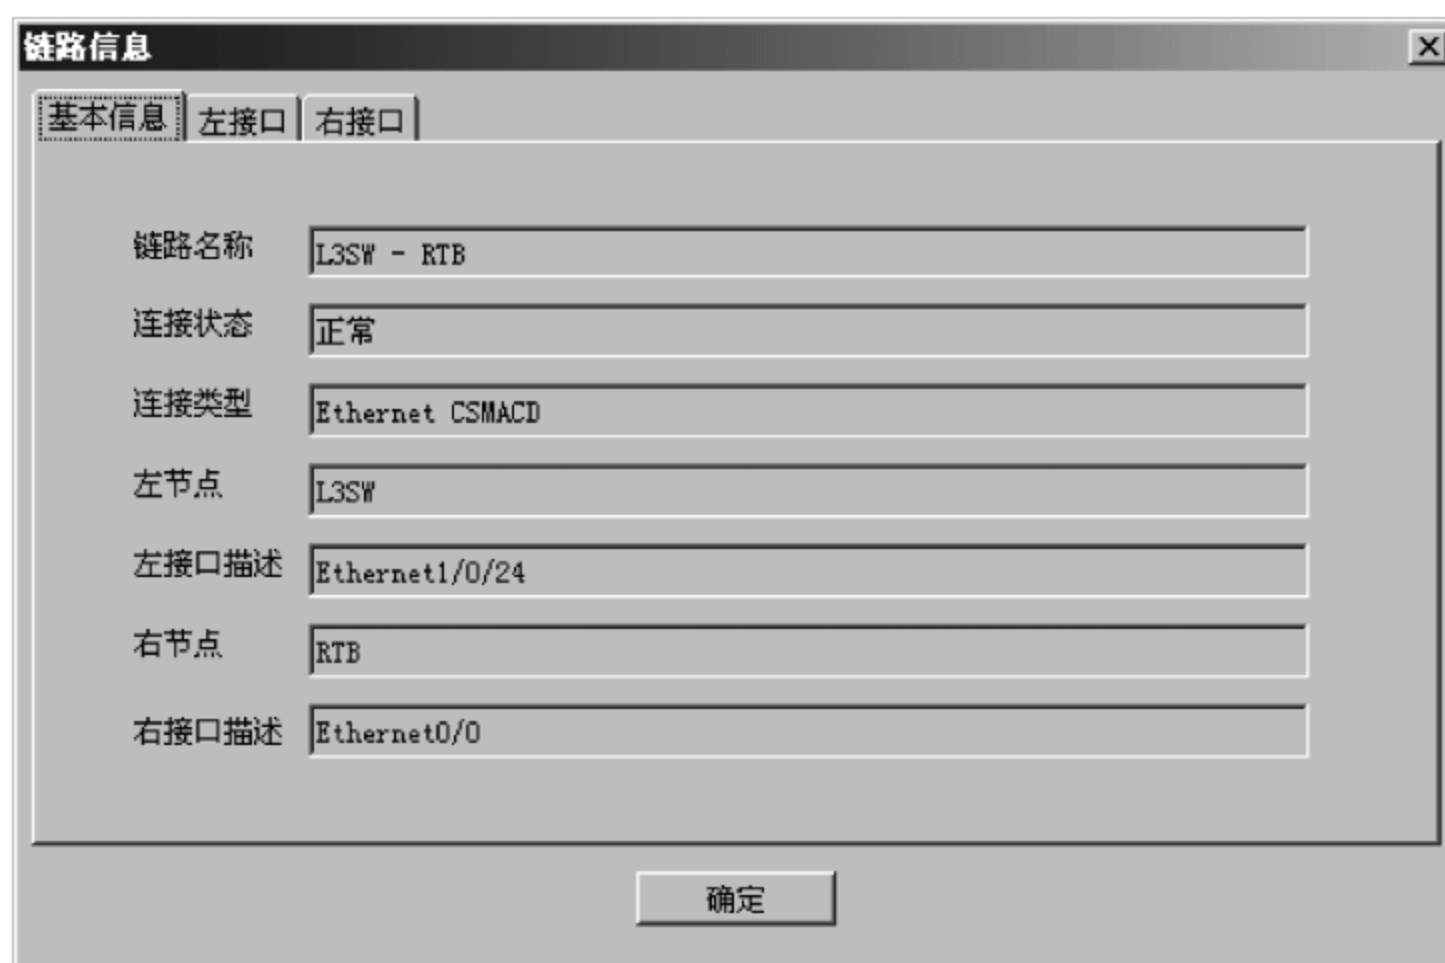 链路信息
基本信息 左接口 右接口
链路名称 L3SW - RTB
连接状态 正常
连接类型 Ethernet CSMACD
左节点 L3SW
左接口描述 Ethernet1/0/24
右节点 RTB
右接口描述 Ethernet0/0
确定